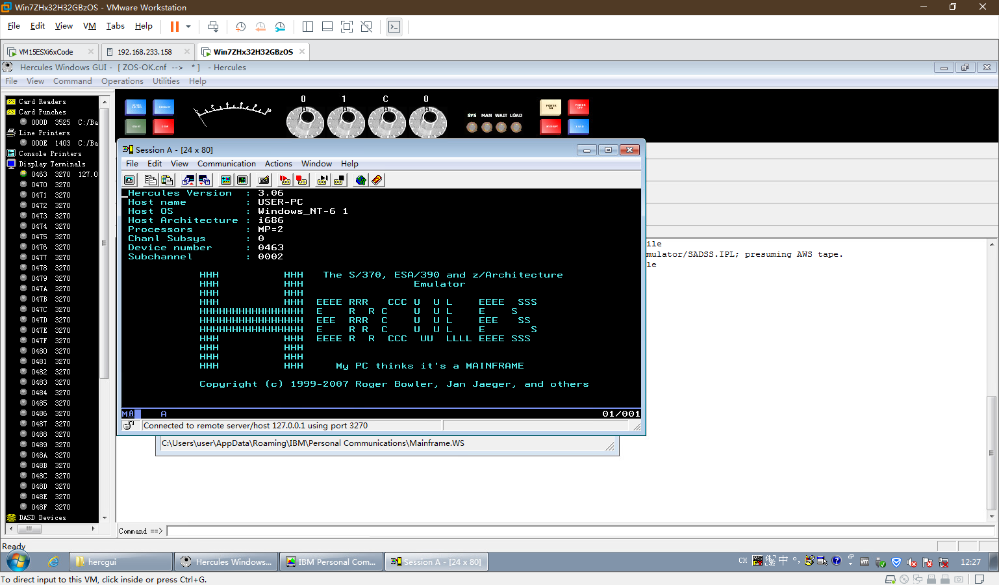 Win7ZHx32H32GBzOS - VMware Workstation
File Edit View VM Tabs Help
VM15ESXi6xCode 192.168.233.158 Win7ZHx32H32GBzOS
Hercules Windows GUI - [ ZOS-OK.cnf --> * ] - Hercules
File View Command Operations Utilities Help
Card Readers
Card Punches
000D 3525 C:/Ba
Line Printers
000E 1403 C:/Ba
Console Printers
Display Terminals
0463 3270 127.0
0470 3270
0471 3270
0472 3270
0473 3270
0474 3270
0475 3270
0476 3270
0477 3270
0478 3270
0479 3270
047A 3270
047B 3270
047C 3270
047D 3270
047E 3270
047F 3270
0480 3270
0481 3270
0482 3270
0483 3270
0484 3270
0485 3270
0486 3270
0487 3270
0488 3270
0489 3270
048A 3270
048B 3270
048C 3270
048D 3270
048E 3270
048F 3270
DASD Devices
0 1 C 0
SYS MAN WAIT LOAD
POWER ON
POWER OFF
Session A - [24 x 80]
File Edit View Communication Actions Window Help
Hercules Version : 3.06
Host name : USER-PC
Host OS : Windows_NT-6 1
Host Architecture : i686
Processors : MP=2
Chanl Subsys : 0
Device number : 0463
Subchannel : 0002
HHH HHH The S/370, ESA/390 and z/Architecture
HHH HHH Emulator
HHH HHH
HHH HHH EEEE RRR CCC U U L EEEE SSS
HHHHHHHHHHHHHHHH E R R C U U L E S
HHHHHHHHHHHHHHHH EEE RRR C U U L EEE SS
HHHHHHHHHHHHHHHH E R R C U U L E S
HHH HHH EEEE R R CCC UU LLLL EEEE SSS
HHH HHH
HHH HHH
HHH HHH My PC thinks it's a MAINFRAME
Copyright (c) 1999-2007 Roger Bowler, Jan Jaeger, and others
MA A 01/001
Connected to remote server/host 127.0.0.1 using port 3270
C:\Users\user\AppData\Roaming\IBM\Personal Communications\Mainframe.WS
ile
mulator/SADSS.IPL; presuming AWS tape.
le
Command ==>
Ready
hercgui Hercules Windows... IBM Personal Com... Session A - [24 x 80]
CH 中 12:27
To direct input to this VM, click inside or press Ctrl+G.